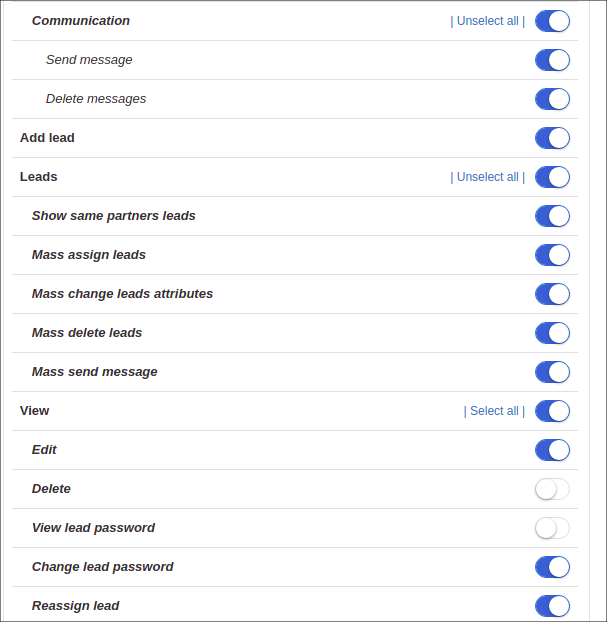 Communication | Unselect all |
Send message
Delete messages
Add lead
Leads | Unselect all |
Show same partners leads
Mass assign leads
Mass change leads attributes
Mass delete leads
Mass send message
View | Select all |
Edit
Delete
View lead password
Change lead password
Reassign lead